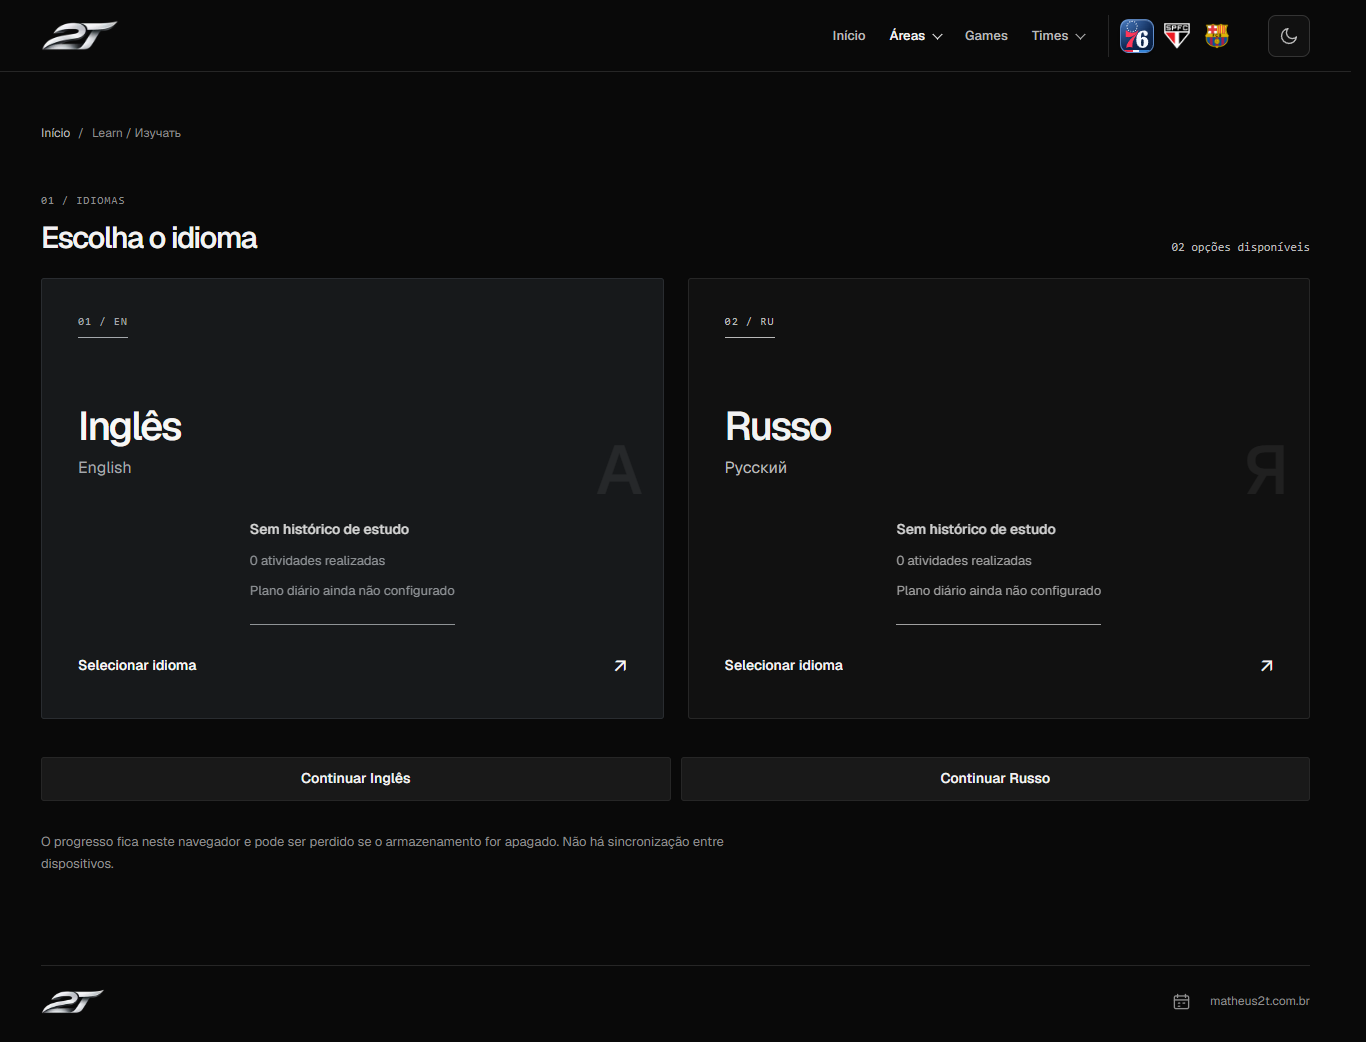 2T
Início Áreas Games Times 76 SPFC
Início / Learn / Изучать
01 / IDIOMAS
Escolha o idioma
02 opções disponíveis
01 / EN
Inglês
English
A
Sem histórico de estudo
0 atividades realizadas
Plano diário ainda não configurado
Selecionar idioma
02 / RU
Russo
Русский
Я
Sem histórico de estudo
0 atividades realizadas
Plano diário ainda não configurado
Selecionar idioma
Continuar Inglês
Continuar Russo
O progresso fica neste navegador e pode ser perdido se o armazenamento for apagado. Não há sincronização entre
dispositivos.
2T
matheus2t.com.br